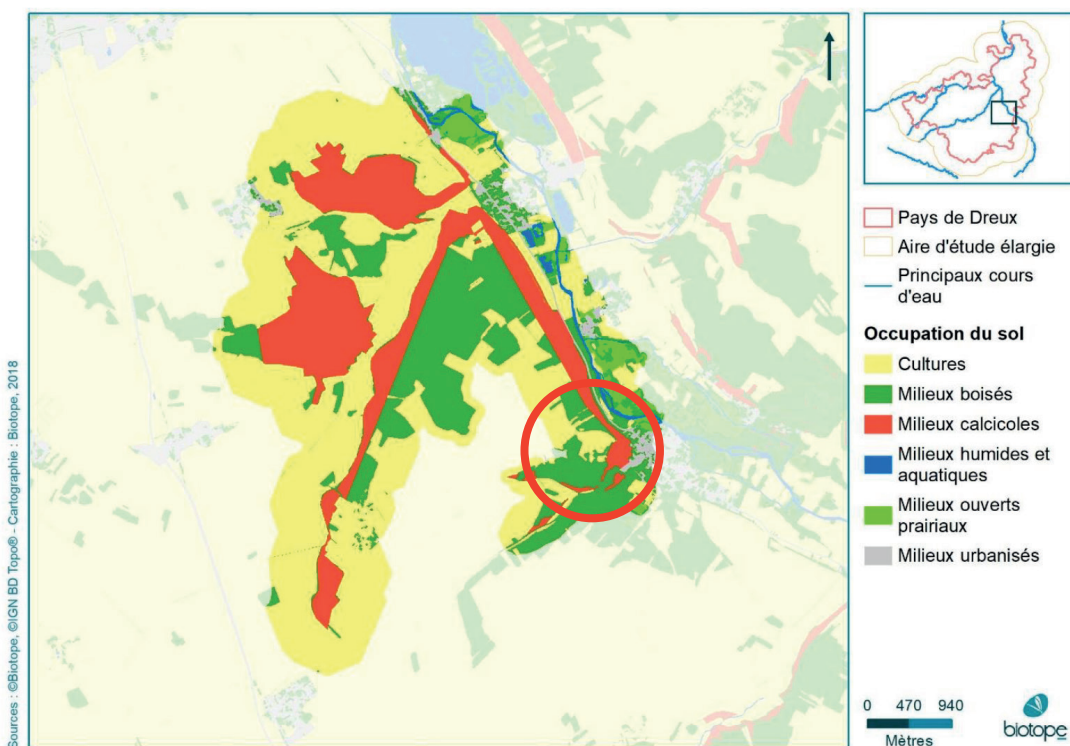 Sources : ©Biotope, ©IGN BD Topo® - Cartographie : Biotope, 2018
Pays de Dreux
Aire d'étude élargie
Principaux cours
d'eau
Occupation du sol
Cultures
Milieux boisés
Milieux calcicoles
Milieux humides et
aquatiques
Milieux ouverts
prairiaux
Milieux urbanisés
0 470 940
Mètres
biotope